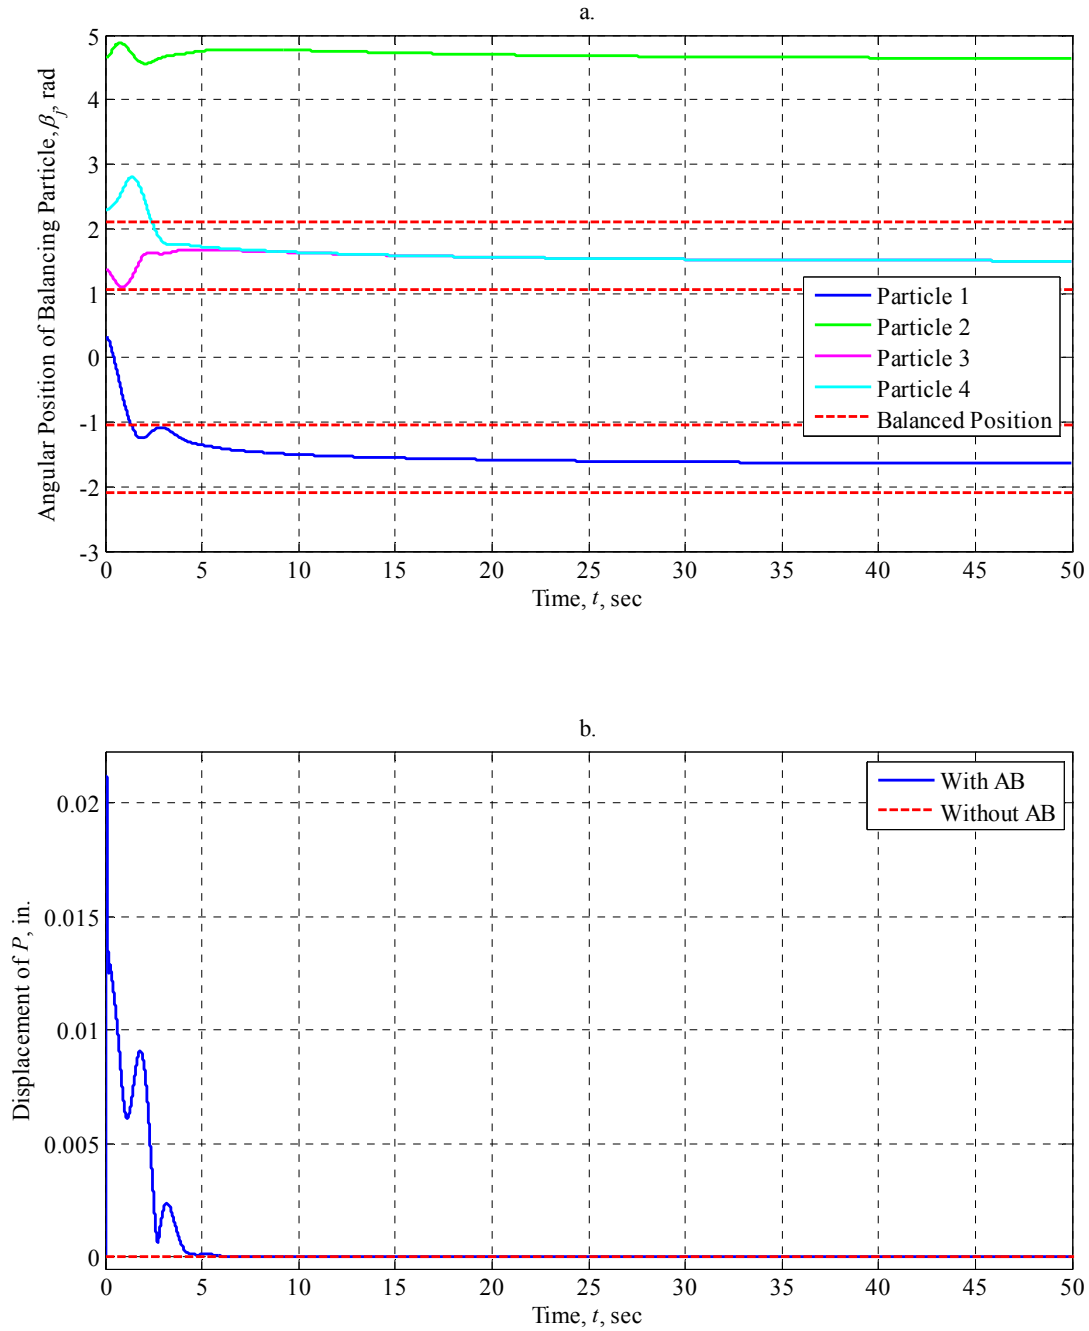 a.
Angular Position of Balancing Particle, βj, rad
5
4
3
2
1
0
-1
-2
-3
Particle 1
Particle 2
Particle 3
Particle 4
Balanced Position
0 5 10 15 20 25 30 35 40 45 50
Time, t, sec
b.
Displacement of P, in.
0.02
0.015
0.01
0.005
0
With AB
Without AB
0 5 10 15 20 25 30 35 40 45 50
Time, t, sec